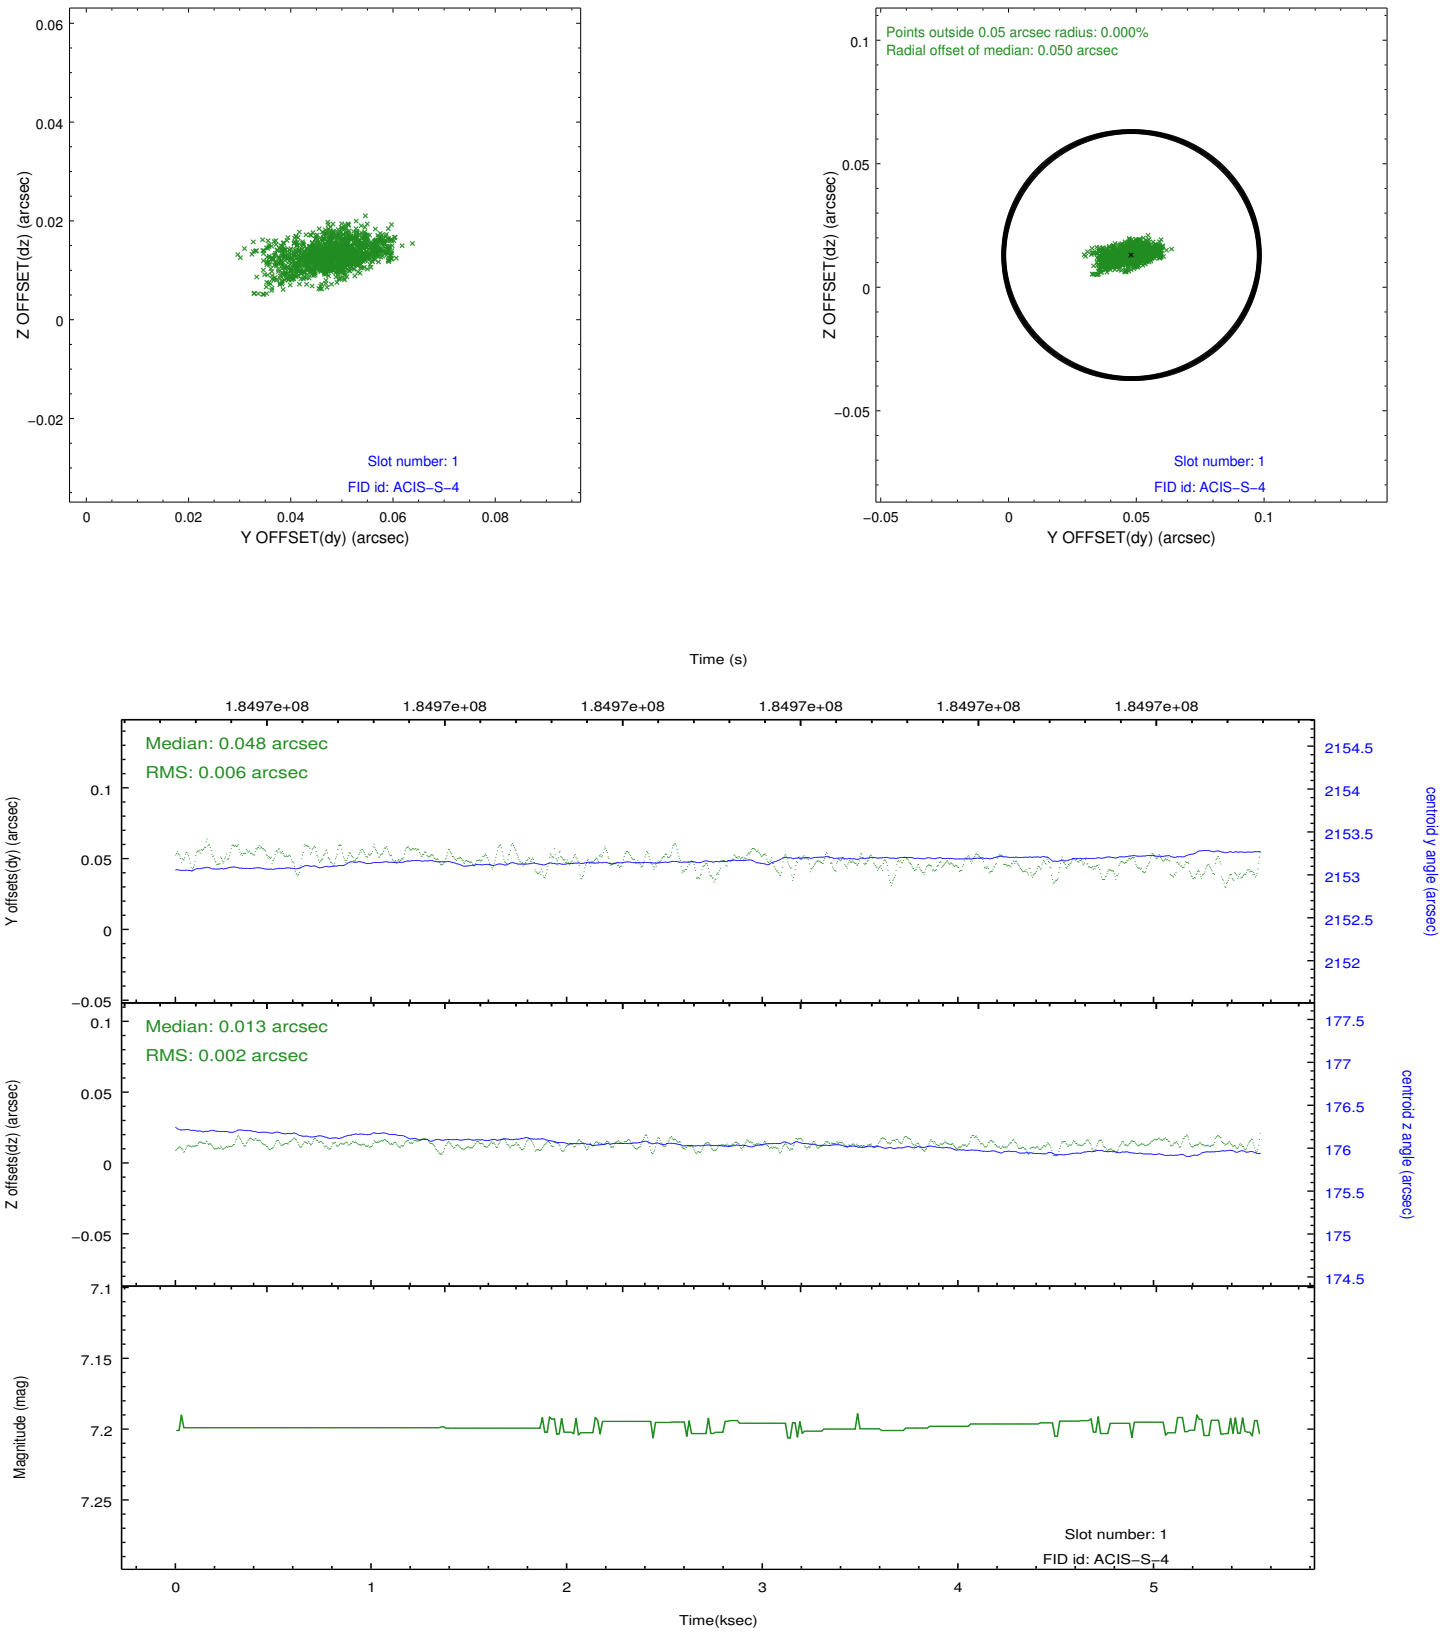 0.06
0.04
0.02
0
−0.02
Z OFFSET(dz) (arcsec)
Slot number: 1
FID id: ACIS−S−4
0 0.02 0.04 0.06 0.08
Y OFFSET(dy) (arcsec)
Points outside 0.05 arcsec radius: 0.000%
Radial offset of median: 0.050 arcsec
0.1
0.05
0
−0.05
Z OFFSET(dz) (arcsec)
Slot number: 1
FID id: ACIS−S−4
−0.05 0 0.05 0.1
Y OFFSET(dy) (arcsec)
Time (s)
1.8497e+08 1.8497e+08 1.8497e+08 1.8497e+08 1.8497e+08 1.8497e+08
Median: 0.048 arcsec
RMS: 0.006 arcsec
0.1
0.05
0
−0.05
Y offsets(dy) (arcsec)
2154.5
2154
2153.5
2153
2152.5
2152
centroid y angle (arcsec)
Median: 0.013 arcsec
RMS: 0.002 arcsec
0.1
0.05
0
−0.05
Z offsets(dz) (arcsec)
177.5
177
176.5
176
175.5
175
174.5
centroid z angle (arcsec)
7.1
7.15
7.2
7.25
Magnitude (mag)
Slot number: 1
FID id: ACIS−S−4
0 1 2 3 4 5
Time(ksec)